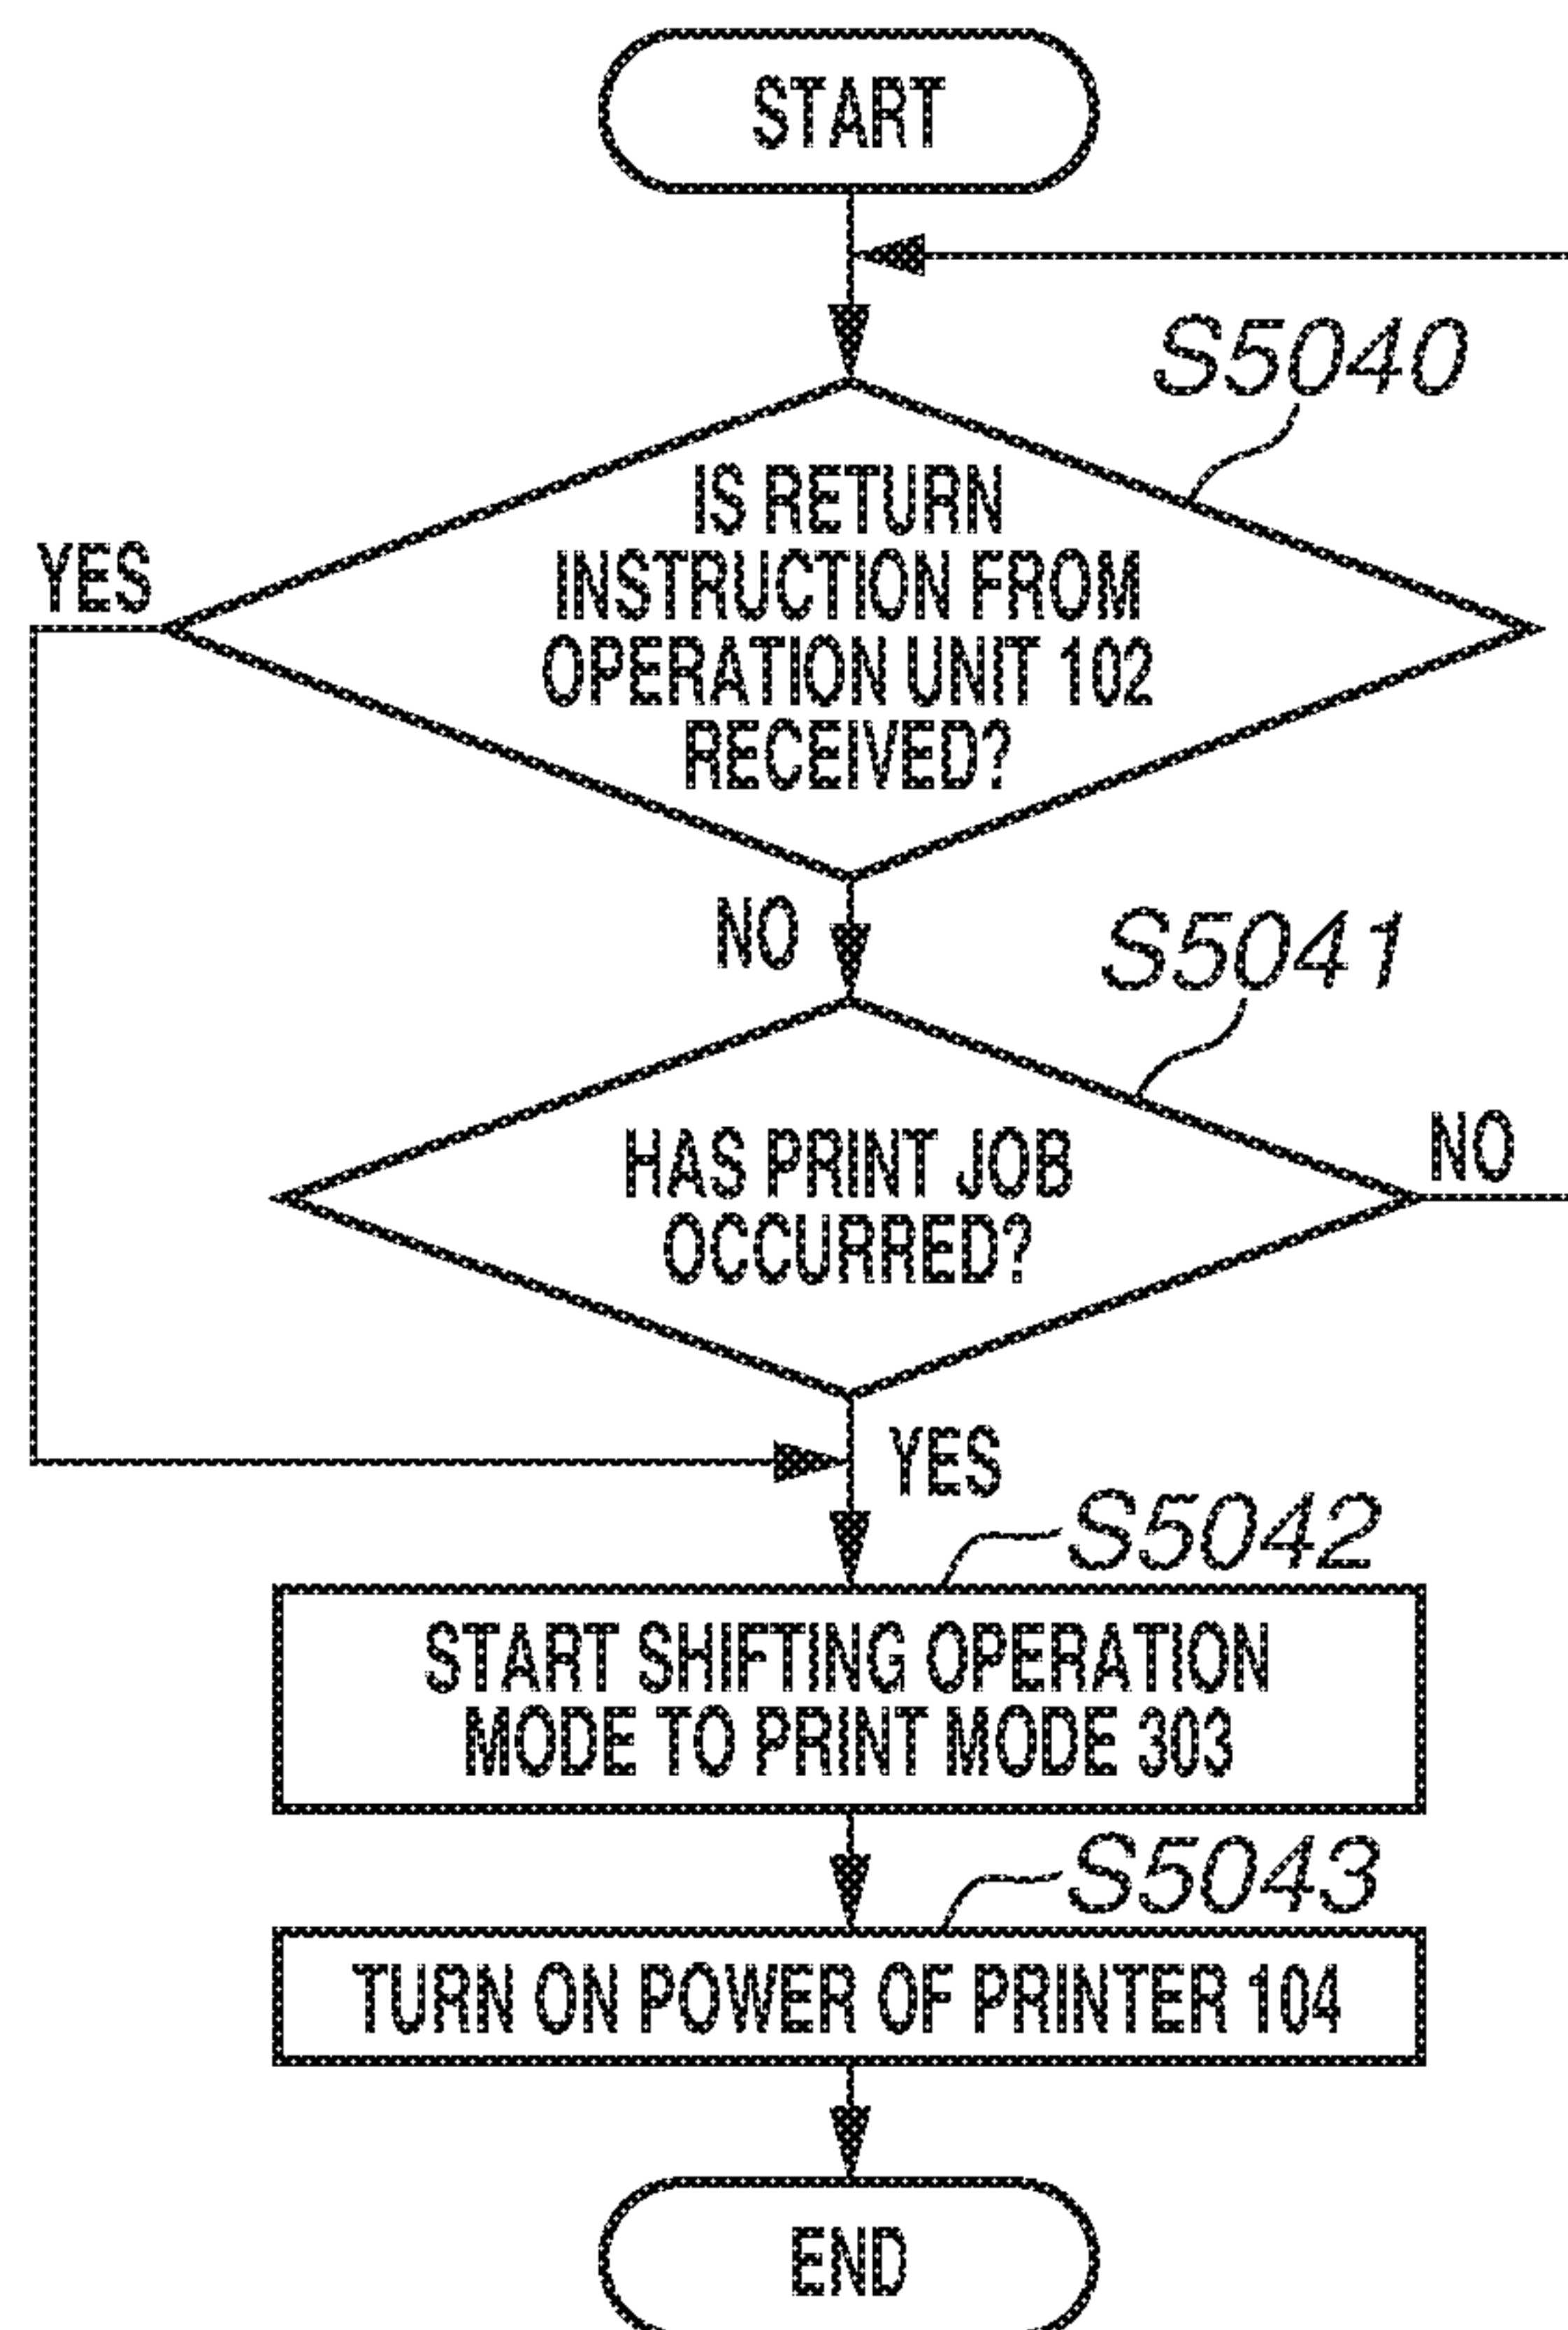 START
S5040
IS RETURN
INSTRUCTION FROM
OPERATION UNIT 102
RECEIVED?
YES
NO
S5041
HAS PRINT JOB
OCCURRED?
NO
YES
S5042
START SHIFTING OPERATION
MODE TO PRINT MODE 303
S5043
TURN ON POWER OF PRINTER 104
END